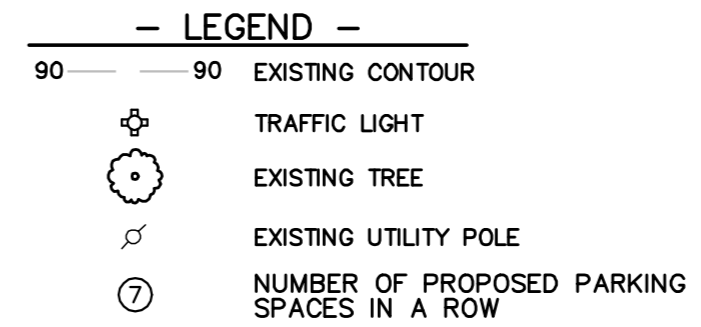 – LEGEND –
90 90 EXISTING CONTOUR
TRAFFIC LIGHT
EXISTING TREE
EXISTING UTILITY POLE
7 NUMBER OF PROPOSED PARKING
SPACES IN A ROW